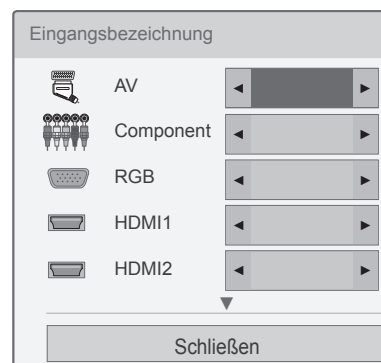 Eingangsbezeichnung
AV
Component
RGB
HDMI1
HDMI2
Schließen